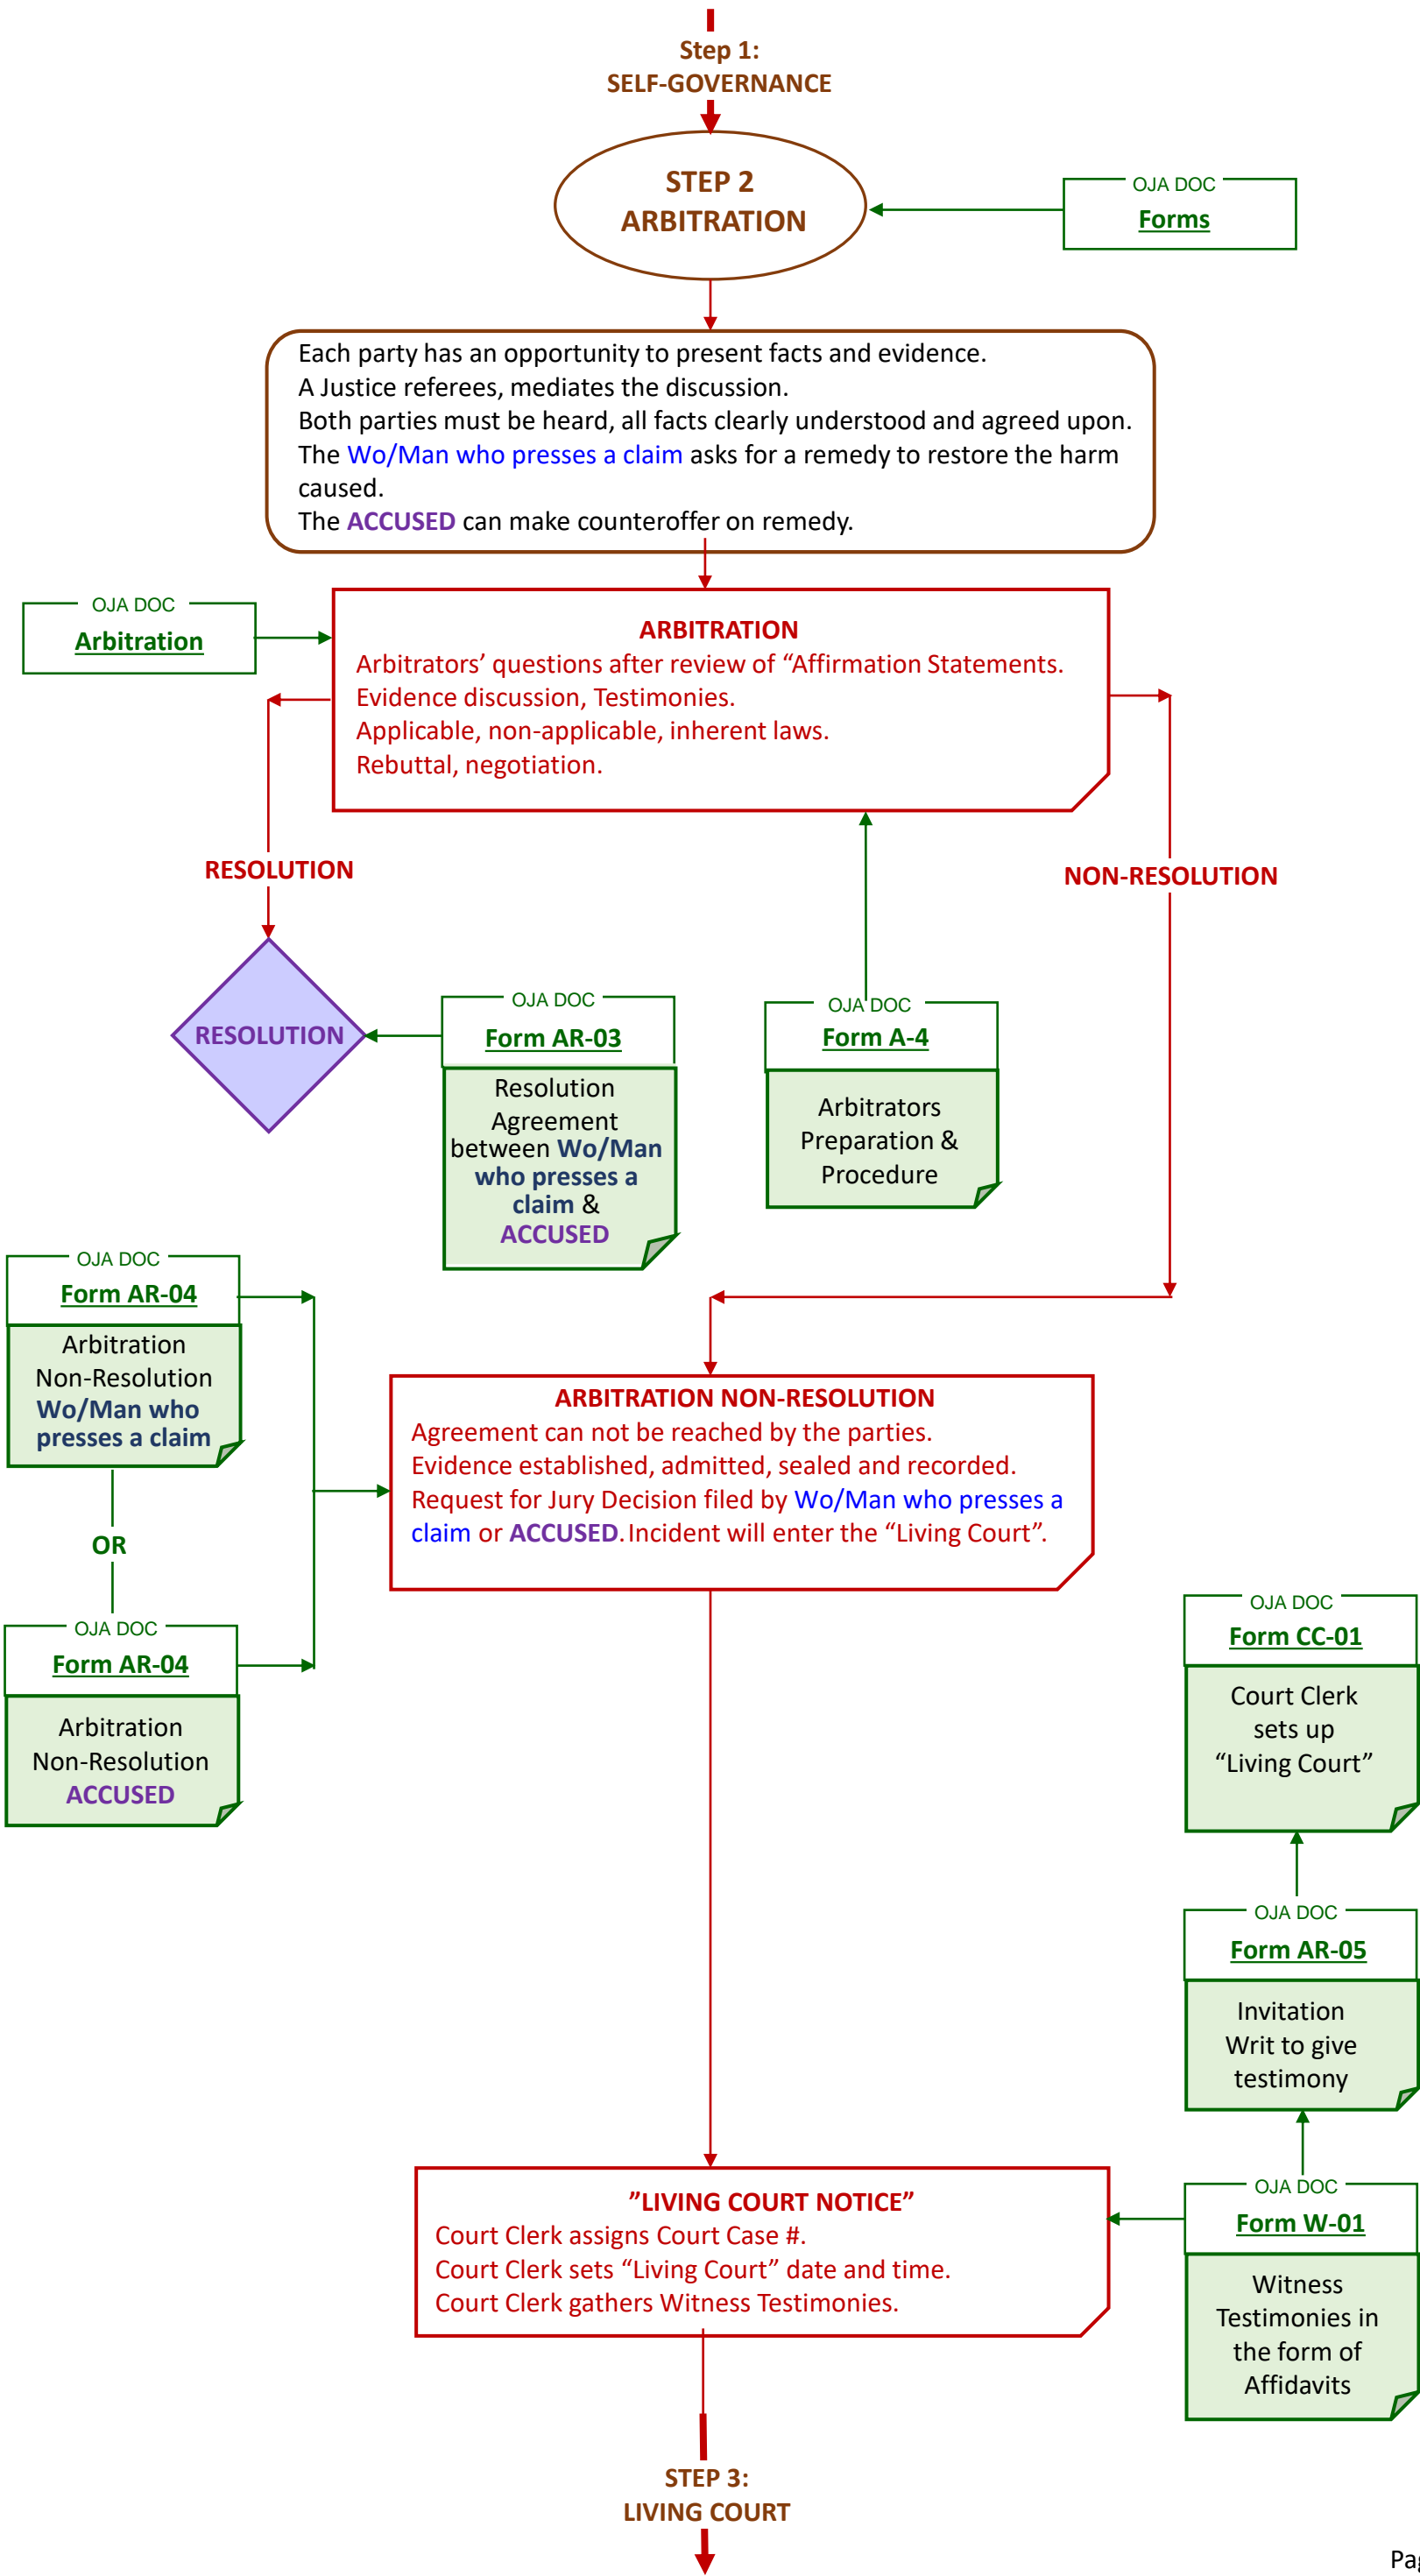 Step 1:
SELF-GOVERNANCE
STEP 2
ARBITRATION
OJA DOC
Forms
Each party has an opportunity to present facts and evidence.
A Justice referees, mediates the discussion.
Both parties must be heard, all facts clearly understood and agreed upon.
The Wo/Man who presses a claim asks for a remedy to restore the harm
caused.
The ACCUSED can make counteroffer on remedy.
OJA DOC
Arbitration
ARBITRATION
Arbitrators’ questions after review of “Affirmation Statements.
Evidence discussion, Testimonies.
Applicable, non-applicable, inherent laws.
Rebuttal, negotiation.
RESOLUTION
NON-RESOLUTION
RESOLUTION
OJA DOC
Form AR-03
Resolution
Agreement
between Wo/Man
who presses a
claim &
ACCUSED
OJA DOC
Form A-4
Arbitrators
Preparation &
Procedure
OJA DOC
Form AR-04
Arbitration
Non-Resolution
Wo/Man who
presses a claim
OR
OJA DOC
Form AR-04
Arbitration
Non-Resolution
ACCUSED
ARBITRATION NON-RESOLUTION
Agreement can not be reached by the parties.
Evidence established, admitted, sealed and recorded.
Request for Jury Decision filed by Wo/Man who presses a
claim or ACCUSED. Incident will enter the “Living Court”.
OJA DOC
Form CC-01
Court Clerk
sets up
“Living Court”
OJA DOC
Form AR-05
Invitation
Writ to give
testimony
OJA DOC
Form W-01
Witness
Testimonies in
the form of
Affidavits
”LIVING COURT NOTICE”
Court Clerk assigns Court Case #.
Court Clerk sets “Living Court” date and time.
Court Clerk gathers Witness Testimonies.
STEP 3:
LIVING COURT